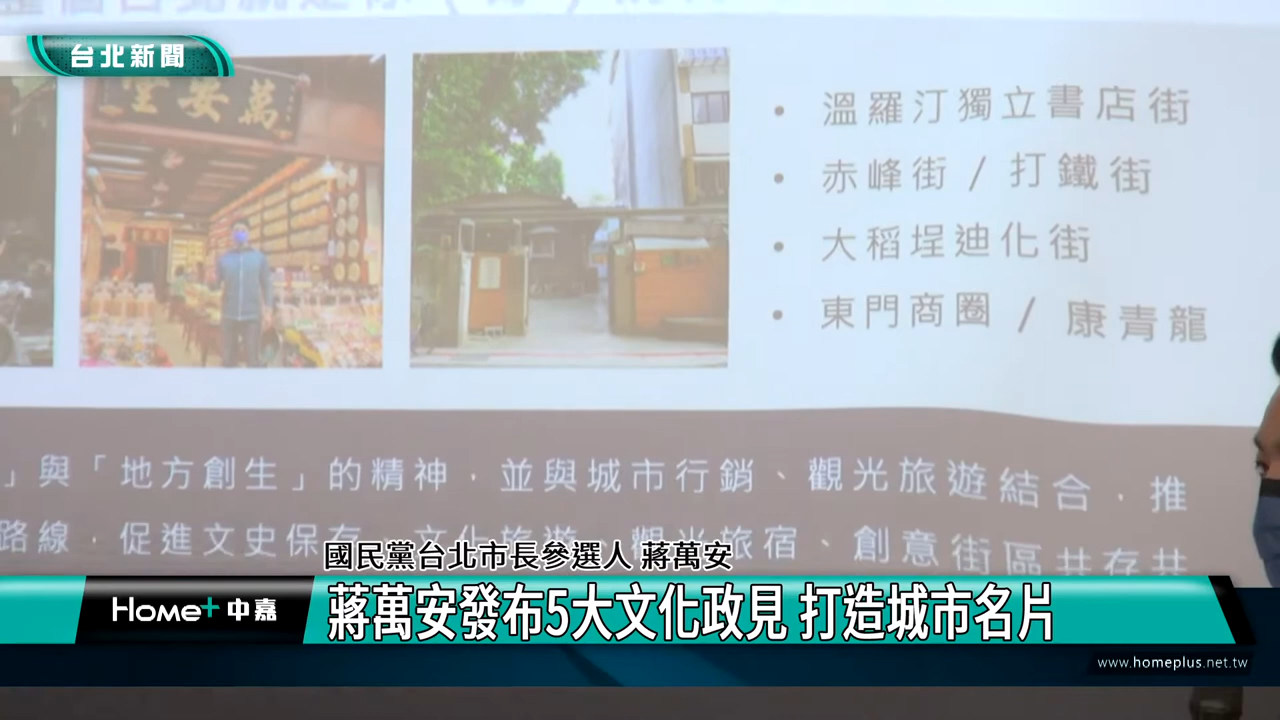 台北新聞
萬安堂
• 溫羅汀獨立書店街
• 赤峰街 / 打鐵街
• 大稻埕迪化街
• 東門商圈 / 康青龍
」與「地方創生」的精神，並與城市行銷、觀光旅遊結合，推
路線，促進文史保存、文化旅遊、觀光旅宿、創意街區共存共
國民黨台北市長參選人 蔣萬安
Home+ 中嘉
蔣萬安發布5大文化政見 打造城市名片
www.homeplus.net.tw